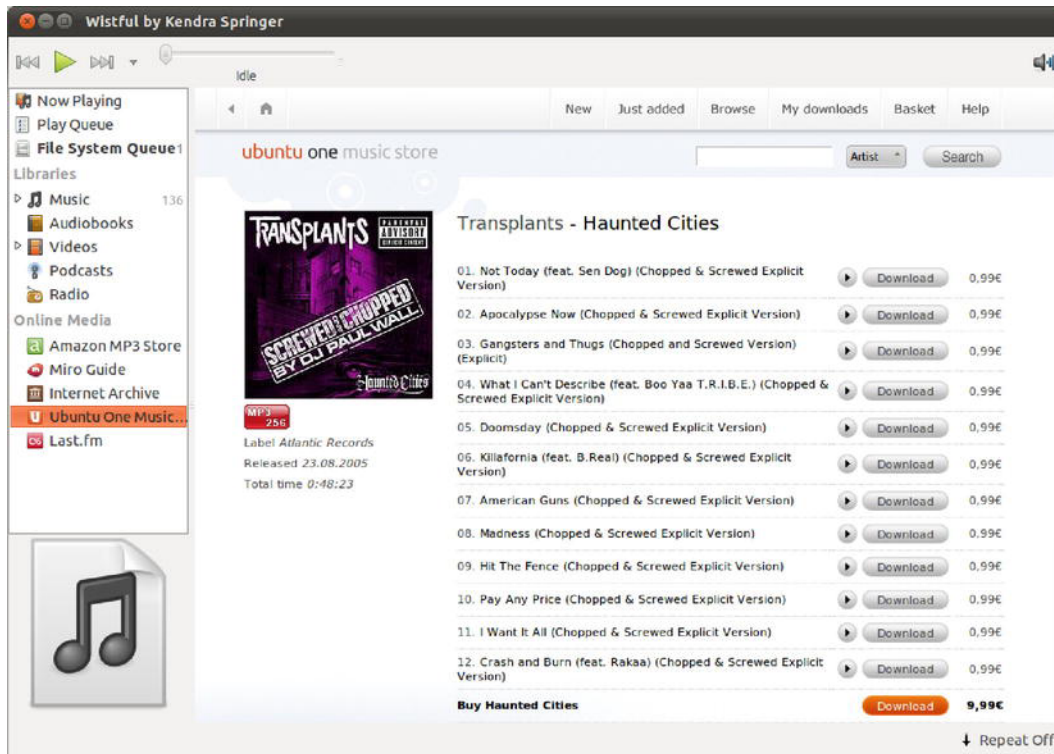 Wistful by Kendra Springer
Idle
Now Playing
Play Queue
File System Queue 1
Libraries
Music 136
Audiobooks
Videos
Podcasts
Radio
Online Media
Amazon MP3 Store
Miro Guide
Internet Archive
Ubuntu One Music...
Last.fm
New Just added Browse My downloads Basket Help
ubuntu one music store
Artist Search
TRANSPLANTS
PARENTAL
ADVISORY
EXPLICIT CONTENT
SCREWED & CHOPPED
BY DJ PAUL WALL
Haunted Cities
MP3
256
Label Atlantic Records
Released 23.08.2005
Total time 0:48:23
Transplants - Haunted Cities
01. Not Today (feat. Sen Dog) (Chopped & Screwed Explicit
Version) Download 0,99€
02. Apocalypse Now (Chopped & Screwed Explicit Version) Download 0,99€
03. Gangsters and Thugs (Chopped and Screwed Version)
(Explicit) Download 0,99€
04. What I Can't Describe (feat. Boo Yaa T.R.I.B.E.) (Chopped &
Screwed Explicit Version) Download 0,99€
05. Doomsday (Chopped & Screwed Explicit Version) Download 0,99€
06. Killafornia (feat. B.Real) (Chopped & Screwed Explicit
Version) Download 0,99€
07. American Guns (Chopped & Screwed Explicit Version) Download 0,99€
08. Madness (Chopped & Screwed Explicit Version) Download 0,99€
09. Hit The Fence (Chopped & Screwed Explicit Version) Download 0,99€
10. Pay Any Price (Chopped & Screwed Explicit Version) Download 0,99€
11. I Want It All (Chopped & Screwed Explicit Version) Download 0,99€
12. Crash and Burn (feat. Rakaa) (Chopped & Screwed Explicit
Version) Download 0,99€
Buy Haunted Cities Download 9,99€
Repeat Off